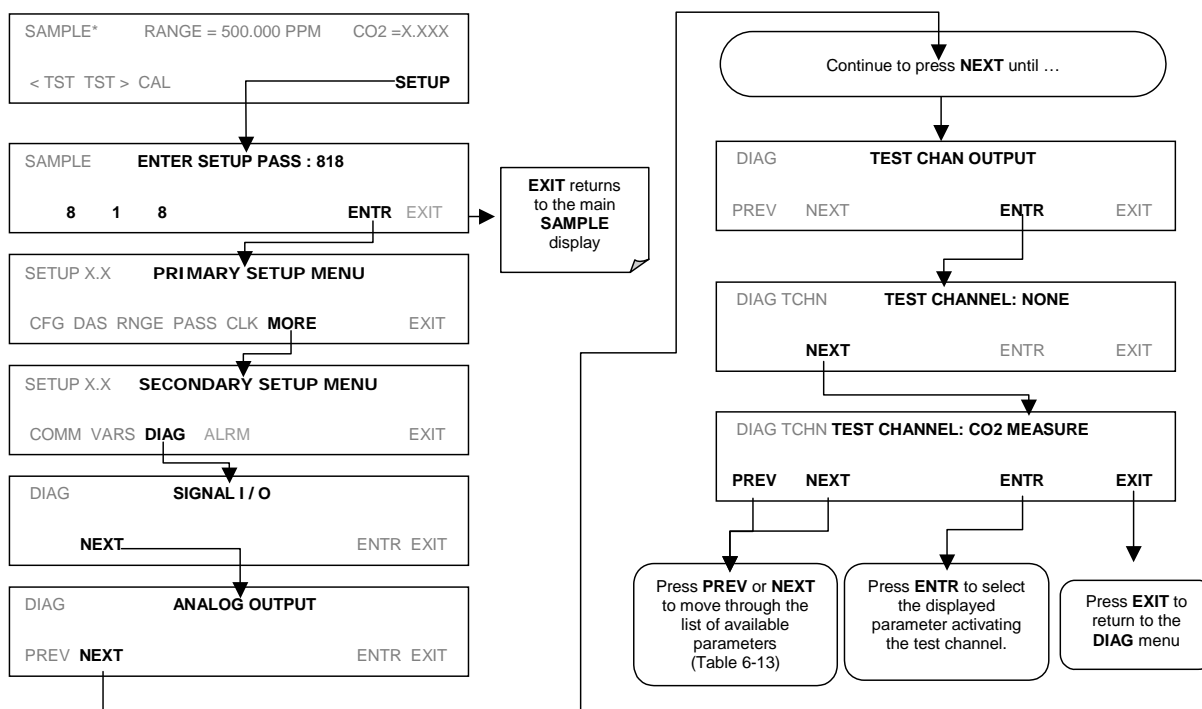 SAMPLE* RANGE = 500.000 PPM CO2 =X.XXX
< TST TST > CAL SETUP
SAMPLE ENTER SETUP PASS : 818
8 1 8 ENTR EXIT
EXIT returns
to the main
SAMPLE
display
SETUP X.X PRIMARY SETUP MENU
CFG DAS RNGE PASS CLK MORE EXIT
SETUP X.X SECONDARY SETUP MENU
COMM VARS DIAG ALRM EXIT
DIAG SIGNAL I / O
NEXT ENTR EXIT
DIAG ANALOG OUTPUT
PREV NEXT ENTR EXIT
Continue to press NEXT until …
DIAG TEST CHAN OUTPUT
PREV NEXT ENTR EXIT
DIAG TCHN TEST CHANNEL: NONE
NEXT ENTR EXIT
DIAG TCHN TEST CHANNEL: CO2 MEASURE
PREV NEXT ENTR EXIT
Press PREV or NEXT
to move through the
list of available
parameters
(Table 6-13)
Press ENTR to select
the displayed
parameter activating
the test channel.
Press EXIT to
return to the
DIAG menu